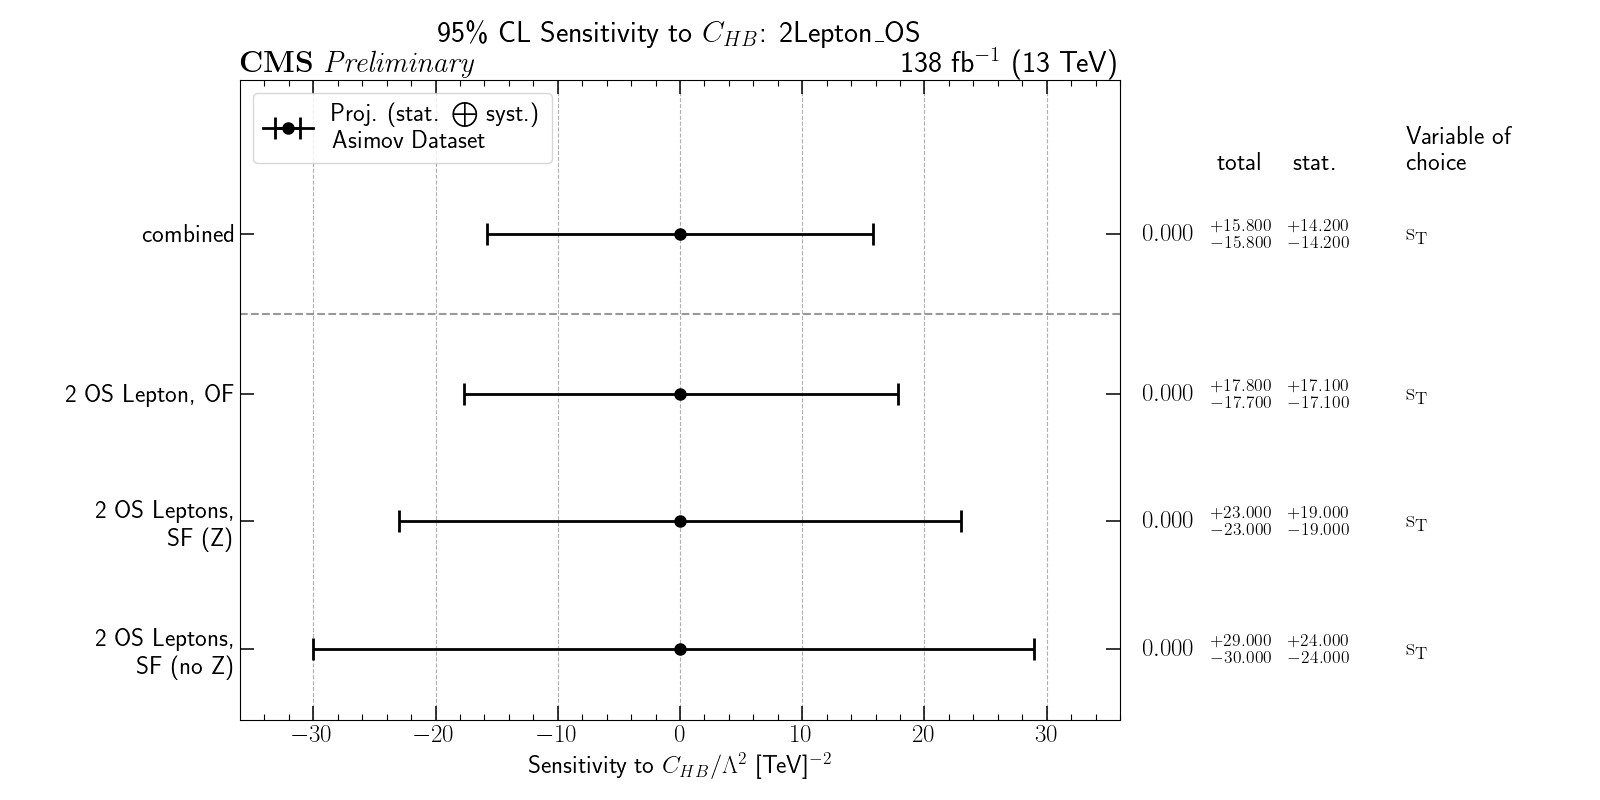 95% CL Sensitivity to C_HB: 2Lepton_OS
CMS Preliminary 138 fb⁻¹ (13 TeV)
Proj. (stat. ⨁ syst.)
Asimov Dataset
Variable of
total stat. choice
combined 0.000 +15.800 −15.800 +14.200 −14.200 s_T
2 OS Lepton, OF 0.000 +17.800 −17.700 +17.100 −17.100 s_T
2 OS Leptons,
SF (Z) 0.000 +23.000 −23.000 +19.000 −19.000 s_T
2 OS Leptons,
SF (no Z) 0.000 +29.000 −30.000 +24.000 −24.000 s_T
−30 −20 −10 0 10 20 30
Sensitivity to C_HB/Λ² [TeV]⁻²